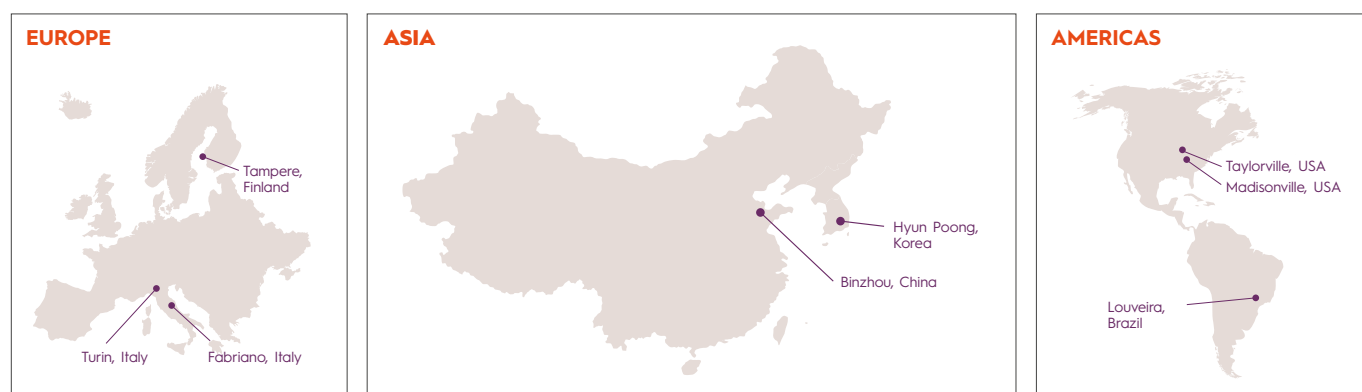 EUROPE
Tampere,
Finland
Turin, Italy
Fabriano, Italy
ASIA
Hyun Poong,
Korea
Binzhou, China
AMERICAS
Taylorville, USA
Madisonville, USA
Louveira,
Brazil